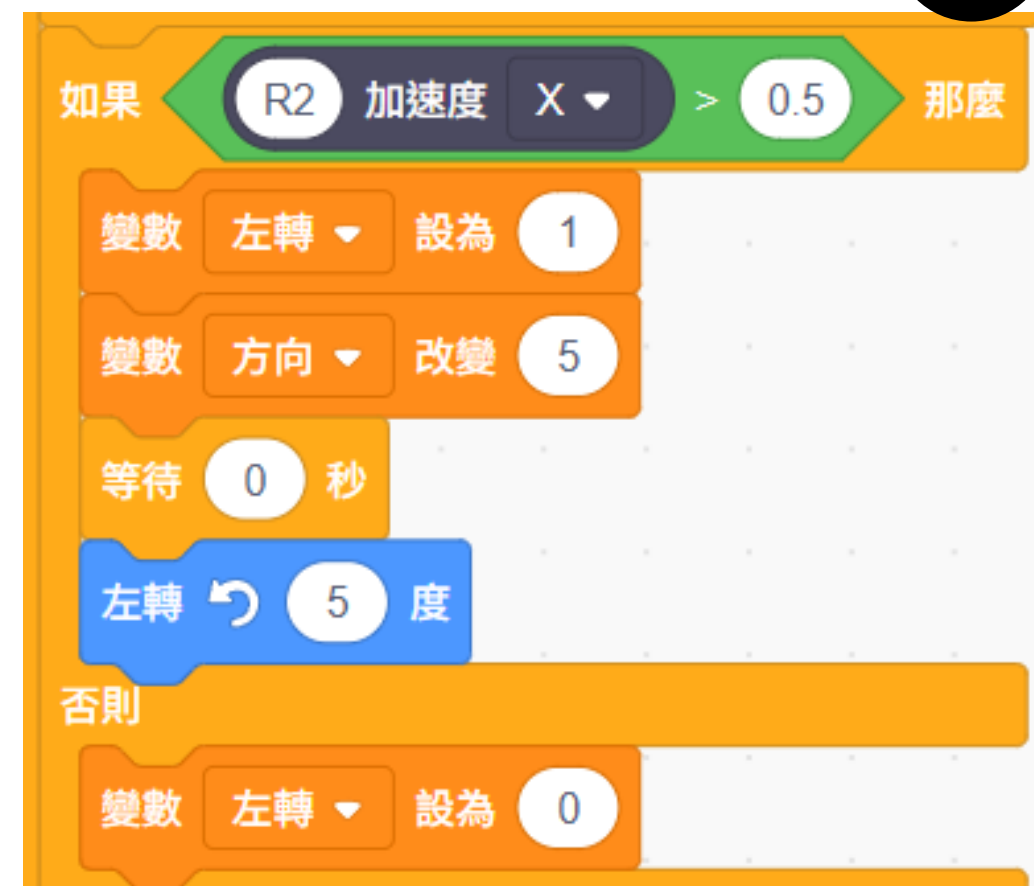 如果 R2 加速度 X > 0.5 那麼
變數 左轉 設為 1
變數 方向 改變 5
等待 0 秒
左轉 5 度
否則
變數 左轉 設為 0